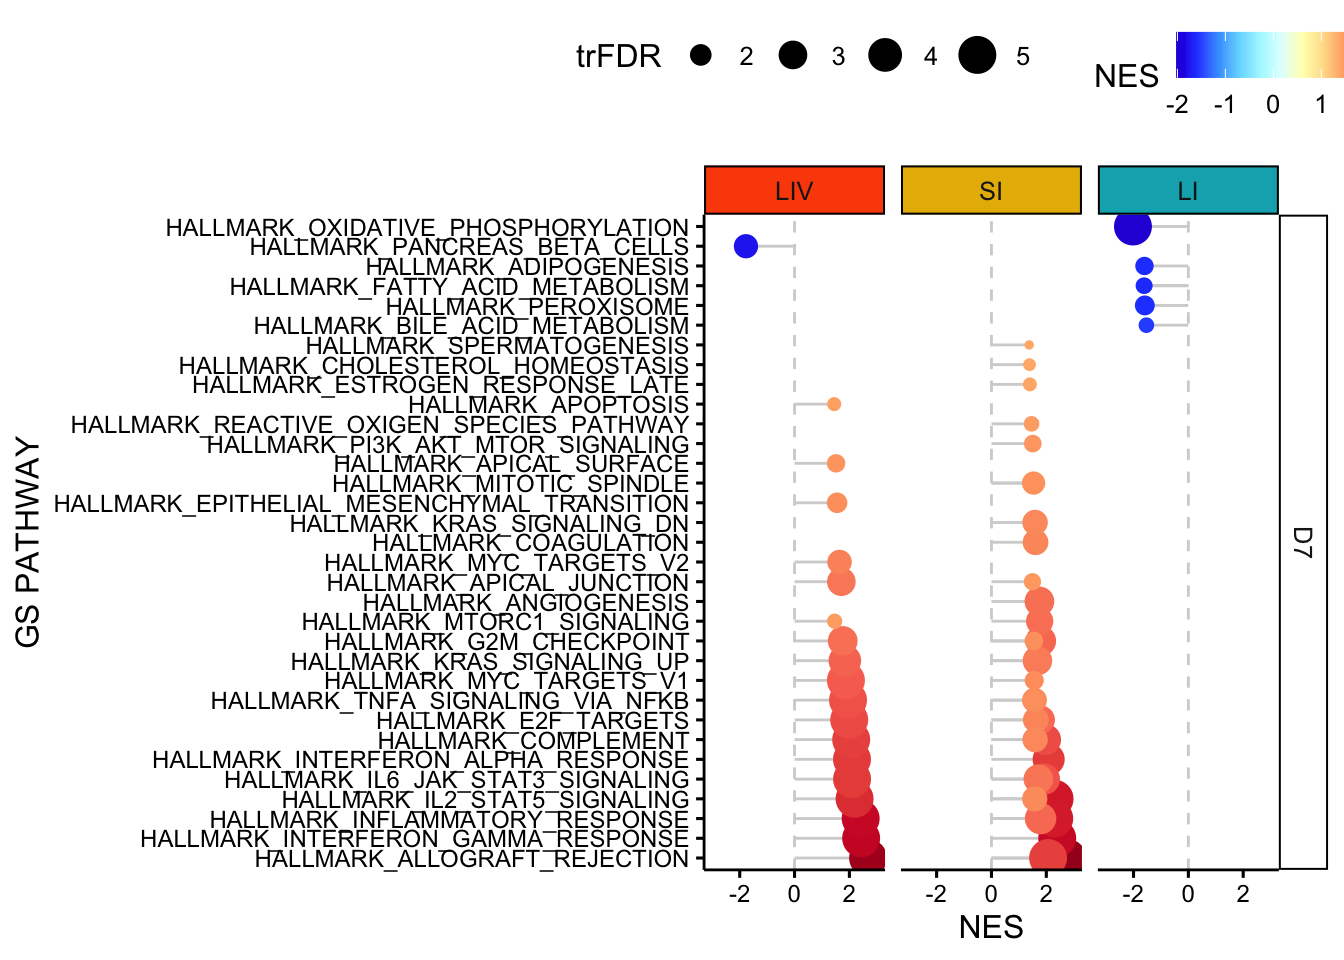 trFDR 2 3 4 5
NES
-2 -1 0 1
LIV SI LI
HALLMARK_OXIDATIVE_PHOSPHORYLATION
HALLMARK_PANCREAS_BETA_CELLS
HALLMARK_ADIPOGENESIS
HALLMARK_FATTY_ACID_METABOLISM
HALLMARK_PEROXISOME
HALLMARK_BILE_ACID_METABOLISM
HALLMARK_SPERMATOGENESIS
HALLMARK_CHOLESTEROL_HOMEOSTASIS
HALLMARK_ESTROGEN_RESPONSE_LATE
HALLMARK_APOPTOSIS
HALLMARK_REACTIVE_OXIGEN_SPECIES_PATHWAY
HALLMARK_PI3K_AKT_MTOR_SIGNALING
HALLMARK_APICAL_SURFACE
HALLMARK_MITOTIC_SPINDLE
HALLMARK_EPITHELIAL_MESENCHYMAL_TRANSITION
HALLMARK_KRAS_SIGNALING_DN
HALLMARK_COAGULATION
HALLMARK_MYC_TARGETS_V2
HALLMARK_APICAL_JUNCTION
HALLMARK_ANGIOGENESIS
HALLMARK_MTORC1_SIGNALING
HALLMARK_G2M_CHECKPOINT
HALLMARK_KRAS_SIGNALING_UP
HALLMARK_MYC_TARGETS_V1
HALLMARK_TNFA_SIGNALING_VIA_NFKB
HALLMARK_E2F_TARGETS
HALLMARK_COMPLEMENT
HALLMARK_INTERFERON_ALPHA_RESPONSE
HALLMARK_IL6_JAK_STAT3_SIGNALING
HALLMARK_IL2_STAT5_SIGNALING
HALLMARK_INFLAMMATORY_RESPONSE
HALLMARK_INTERFERON_GAMMA_RESPONSE
HALLMARK_ALLOGRAFT_REJECTION
GS PATHWAY
D7
-2 0 2 -2 0 2 -2 0 2
NES